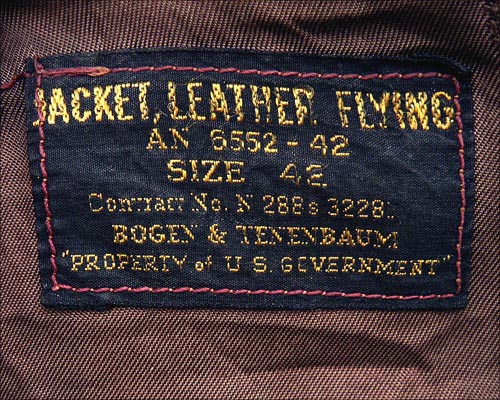 JACKET, LEATHER FLYING
AN 6552-42
SIZE 42
Contract No. N 288s 3228
BOGEN & TENENBAUM
"PROPERTY of U.S. GOVERNMENT"